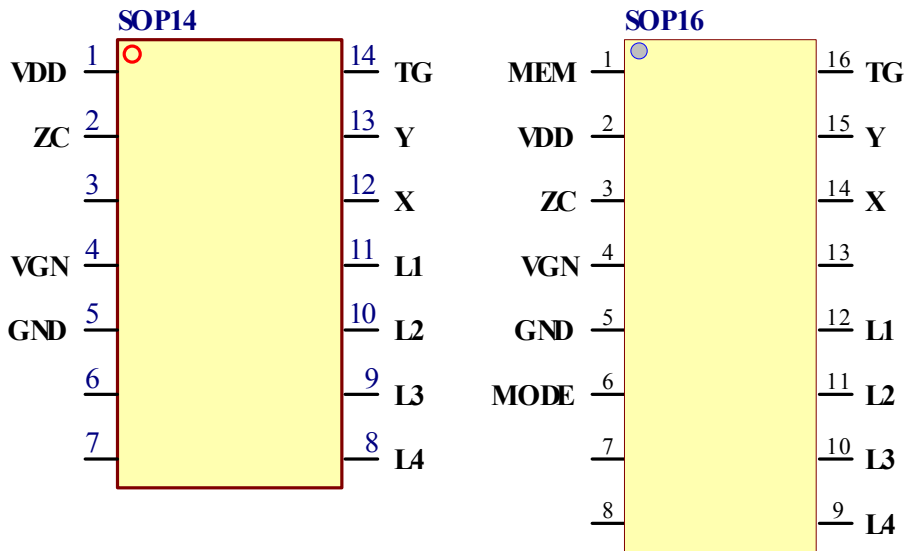 SOP14
VDD 1 14 TG
ZC 2 13 Y
3 12 X
VGN 4 11 L1
GND 5 10 L2
6 9 L3
7 8 L4
SOP16
MEM 1 16 TG
VDD 2 15 Y
ZC 3 14 X
VGN 4 13
GND 5 12 L1
MODE 6 11 L2
7 10 L3
8 9 L4